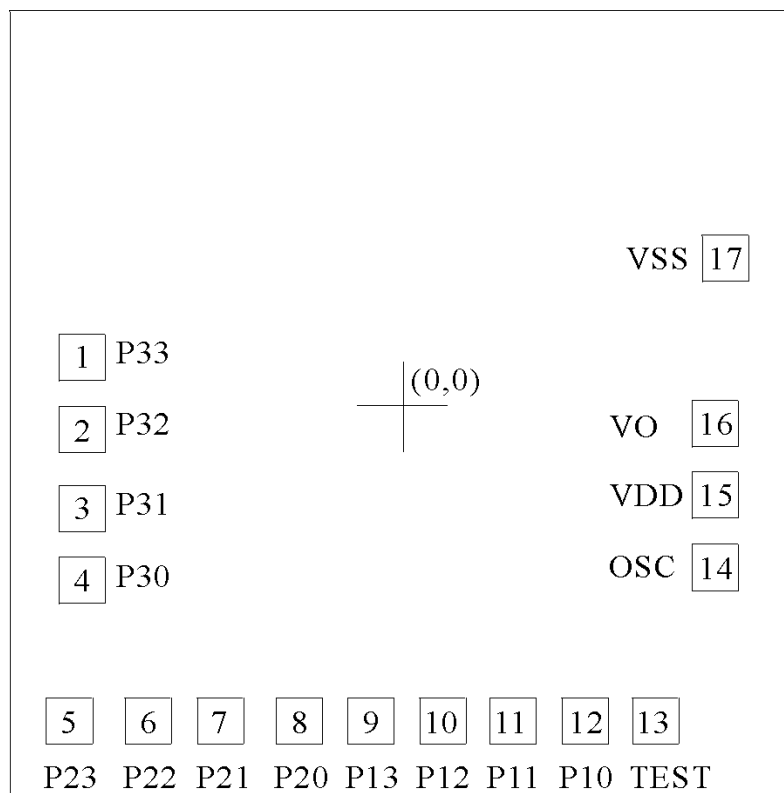 VSS 17
1 P33
(0,0)
2 P32
VO 16
3 P31
VDD 15
4 P30
OSC 14
5 6 7 8 9 10 11 12 13
P23 P22 P21 P20 P13 P12 P11 P10 TEST